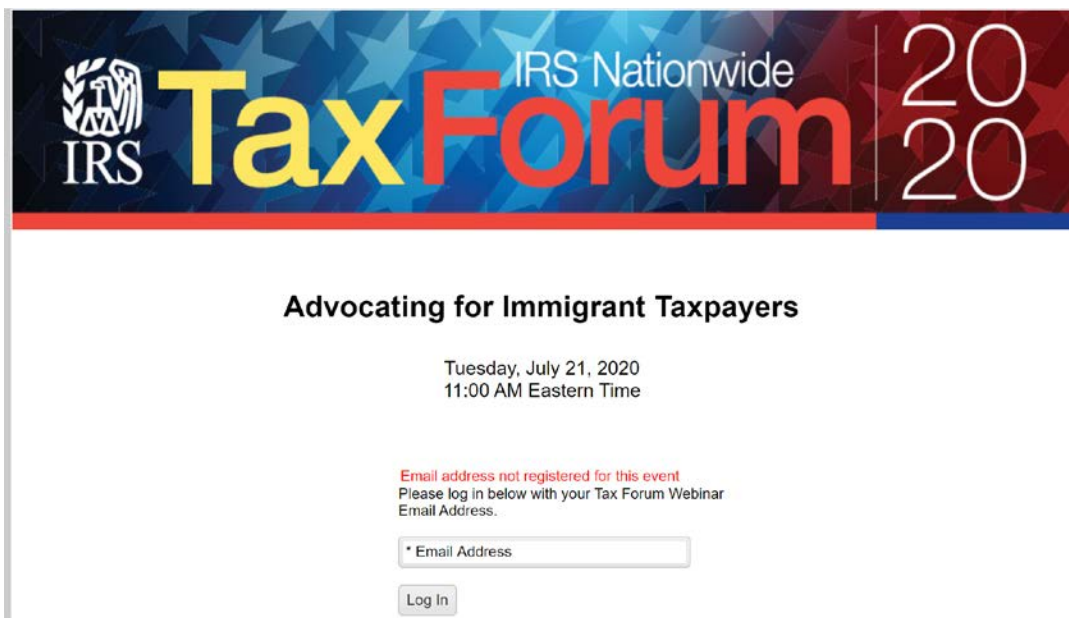 IRS
IRS Nationwide
Tax Forum
20
20
Advocating for Immigrant Taxpayers
Tuesday, July 21, 2020
11:00 AM Eastern Time
Email address not registered for this event
Please log in below with your Tax Forum Webinar
Email Address.
* Email Address
Log In